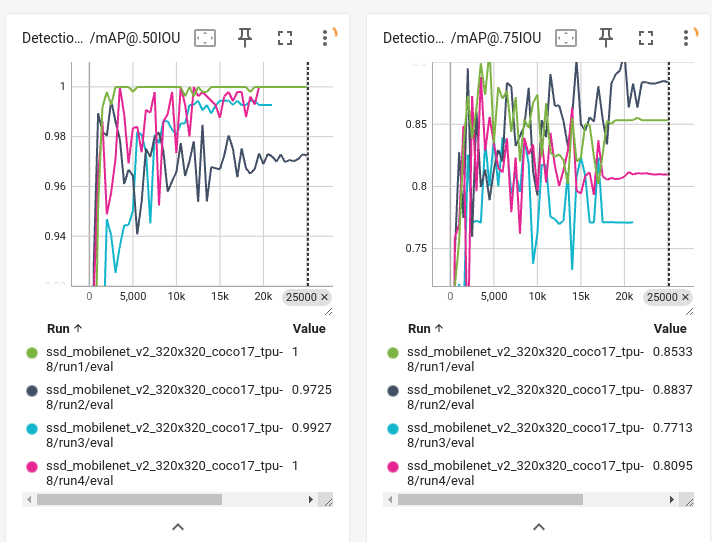 Detectio... /mAP@.50IOU
1
0.98
0.96
0.94
0 5,000 10k 15k 20k 25000 ×
Run ↑ Value
ssd_mobilenet_v2_320x320_coco17_tpu- 1
8/run1/eval
ssd_mobilenet_v2_320x320_coco17_tpu- 0.9725
8/run2/eval
ssd_mobilenet_v2_320x320_coco17_tpu- 0.9927
8/run3/eval
ssd_mobilenet_v2_320x320_coco17_tpu- 1
8/run4/eval
Detectio... /mAP@.75IOU
0.85
0.8
0.75
0 5,000 10k 15k 20k 25000 ×
Run ↑ Value
ssd_mobilenet_v2_320x320_coco17_tpu- 0.8533
8/run1/eval
ssd_mobilenet_v2_320x320_coco17_tpu- 0.8837
8/run2/eval
ssd_mobilenet_v2_320x320_coco17_tpu- 0.7713
8/run3/eval
ssd_mobilenet_v2_320x320_coco17_tpu- 0.8095
8/run4/eval